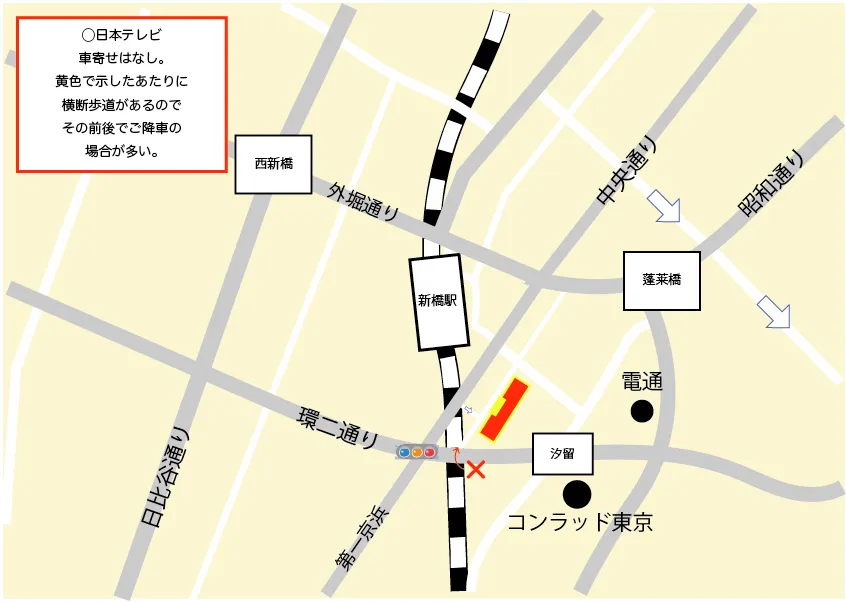 ○日本テレビ
車寄せはなし。
黄色で示したあたりに
横断歩道があるので
その前後でご降車の
場合が多い。
西新橋
外堀通り
中央通り
昭和通り
新橋駅
蓬莱橋
電通
環二通り
汐留
日比谷通り
第一京浜
コンラッド東京